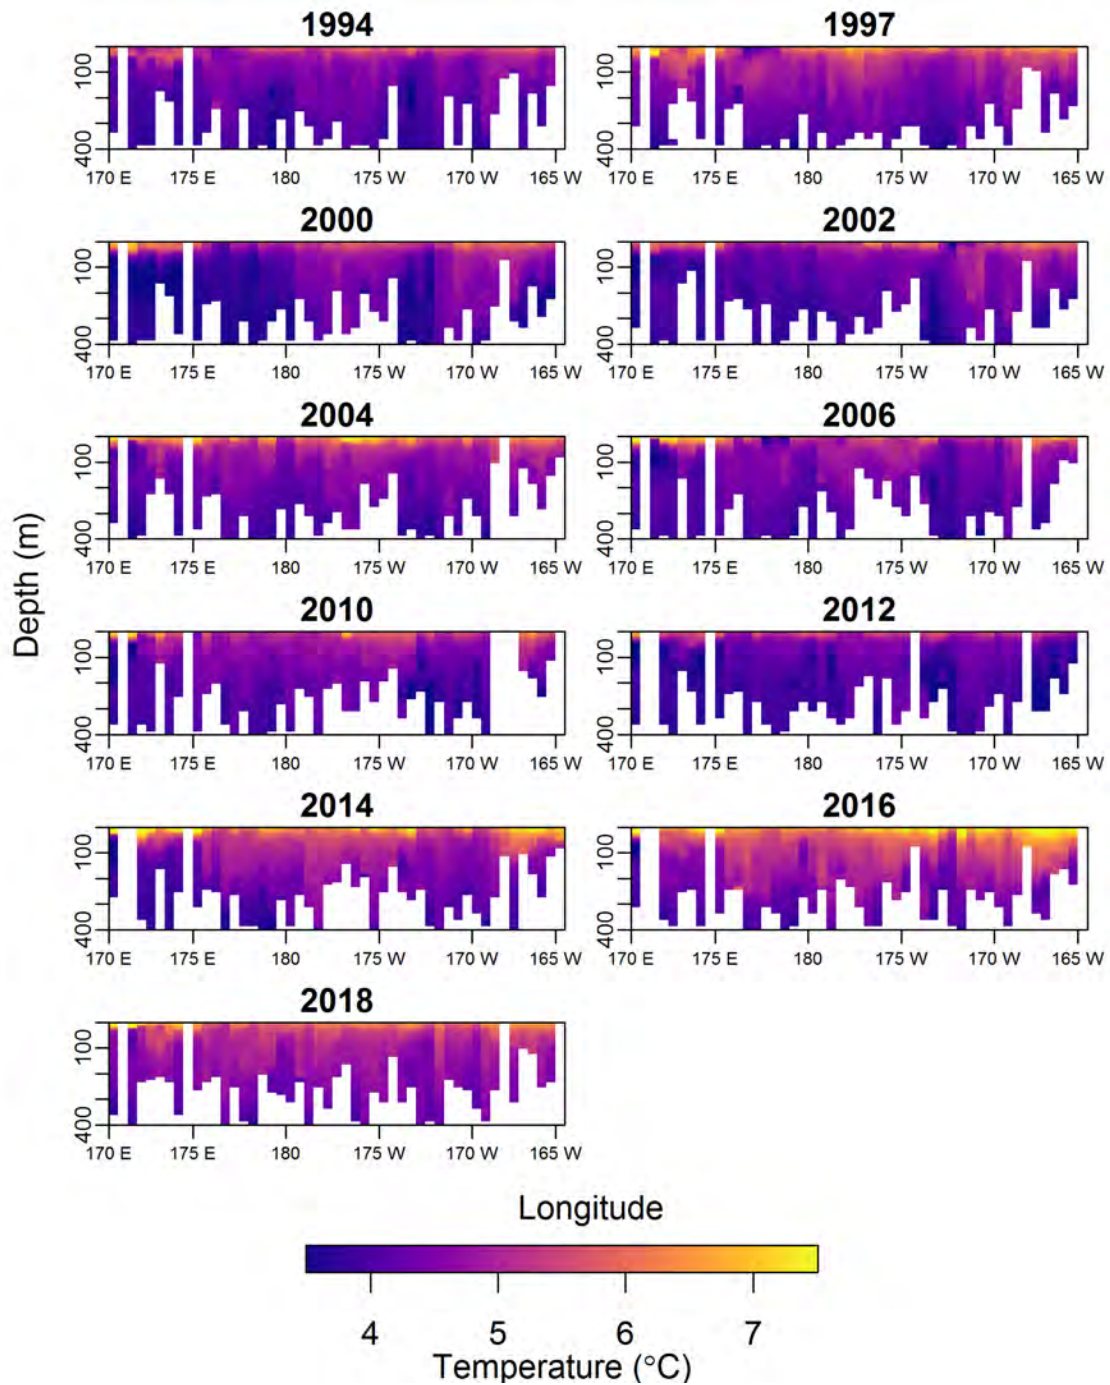 1994 1997
100 100
400 400
170 E 175 E 180 175 W 170 W 165 W 170 E 175 E 180 175 W 170 W 165 W
2000 2002
100 100
400 400
170 E 175 E 180 175 W 170 W 165 W 170 E 175 E 180 175 W 170 W 165 W
2004 2006
100 100
400 400
170 E 175 E 180 175 W 170 W 165 W 170 E 175 E 180 175 W 170 W 165 W
Depth (m)
2010 2012
100 100
400 400
170 E 175 E 180 175 W 170 W 165 W 170 E 175 E 180 175 W 170 W 165 W
2014 2016
100 100
400 400
170 E 175 E 180 175 W 170 W 165 W 170 E 175 E 180 175 W 170 W 165 W
2018
100
400
170 E 175 E 180 175 W 170 W 165 W
Longitude
4 5 6 7
Temperature (°C)